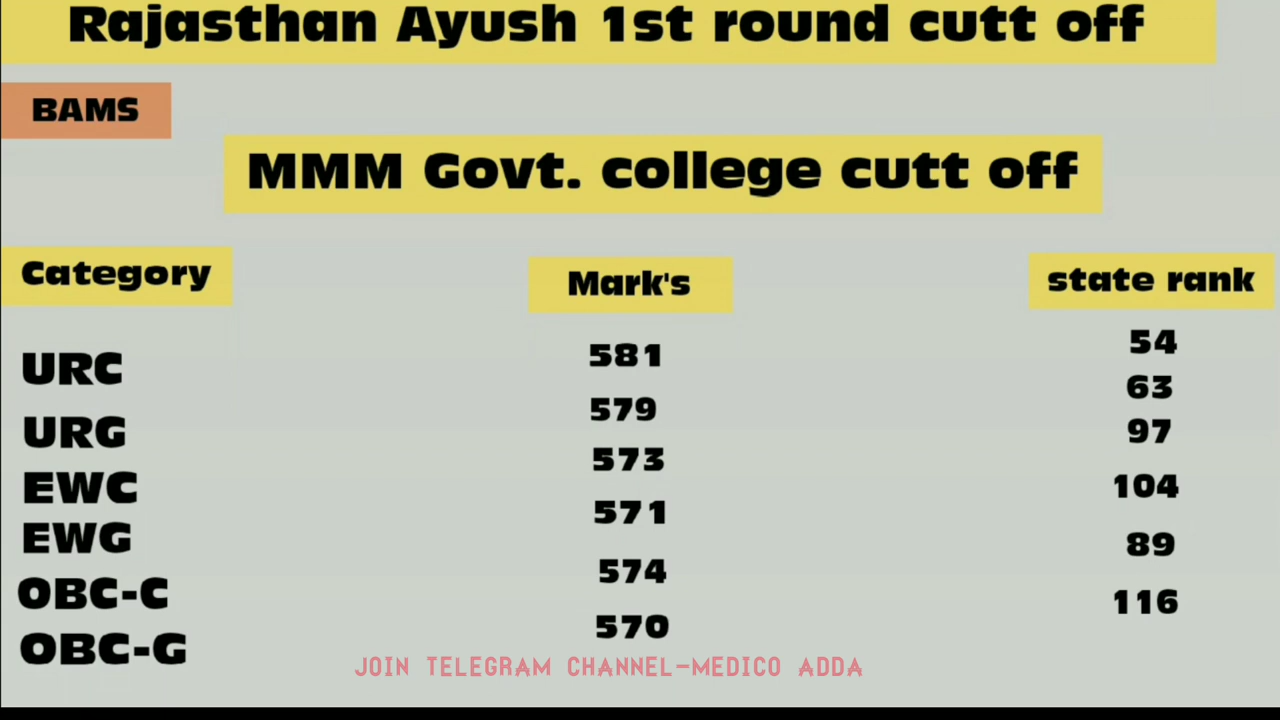 Rajasthan Ayush 1st round cutt off
BAMS
MMM Govt. college cutt off
Category Mark's state rank
URC 581 54
URG 579 63
EWC 573 97
EWG 571 104
OBC-C 574 89
OBC-G 570 116
JOIN TELEGRAM CHANNEL-MEDICO ADDA